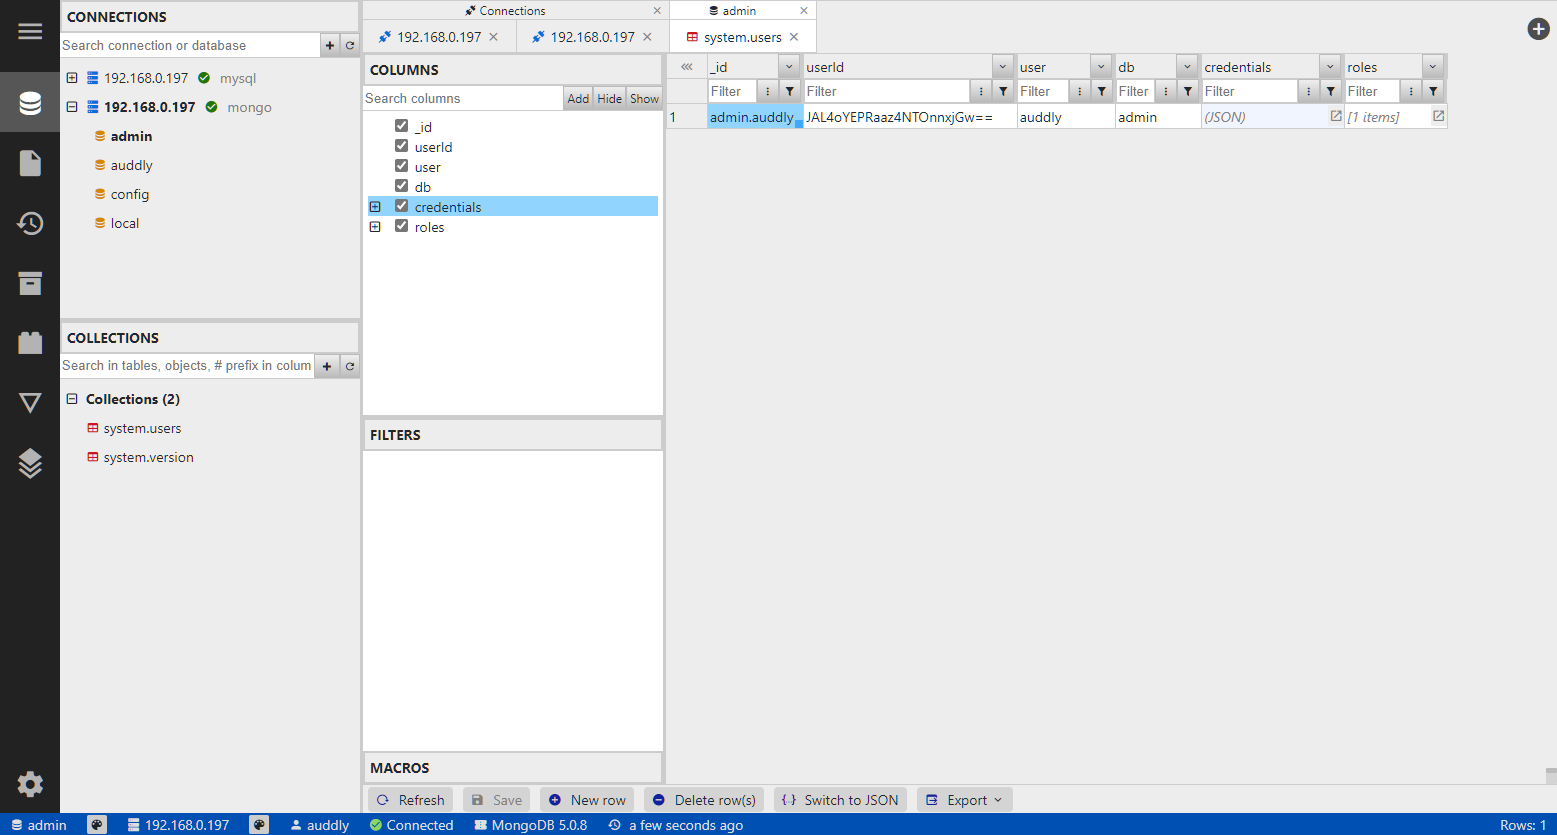 CONNECTIONS
Search connection or database
192.168.0.197 mysql
192.168.0.197 mongo
admin
auddly
config
local
COLLECTIONS
Search in tables, objects, # prefix in colum
Collections (2)
system.users
system.version
Connections
192.168.0.197
192.168.0.197
admin
system.users
COLUMNS
Search columns
Add Hide Show
_id
userId
user
db
credentials
roles
FILTERS
MACROS
_id userId user db credentials roles
Filter Filter Filter Filter Filter Filter
1 admin.auddly JAL4oYEPRaaz4NTOnnxjGw== auddly admin (JSON) [1 items]
Refresh Save New row Delete row(s) Switch to JSON Export
admin 192.168.0.197 auddly Connected MongoDB 5.0.8 a few seconds ago Rows: 1